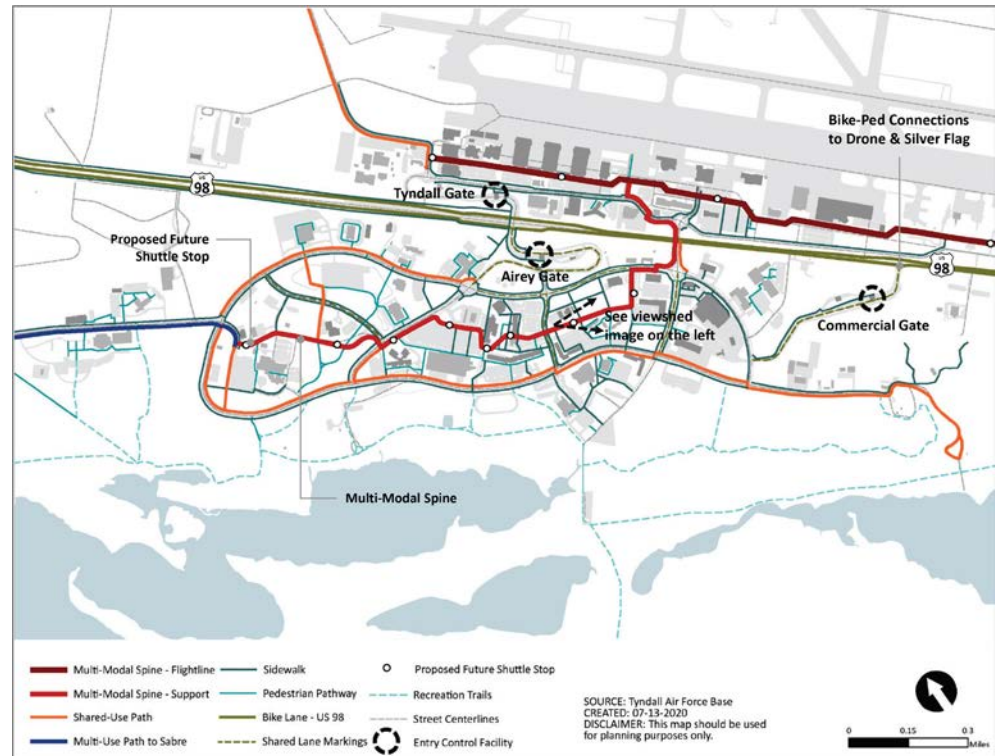 Bike-Ped Connections
to Drone & Silver Flag
US
98
Tyndall Gate
Proposed Future
Shuttle Stop
Airey Gate
US
98
See viewshed
image on the left
Commercial Gate
Multi-Modal Spine
Multi-Modal Spine - Flightline
Multi-Modal Spine - Support
Shared-Use Path
Multi-Use Path to Sabre
Sidewalk
Pedestrian Pathway
Bike Lane - US 98
Shared Lane Markings
Proposed Future Shuttle Stop
Recreation Trails
Street Centerlines
Entry Control Facility
SOURCE: Tyndall Air Force Base
CREATED: 07-13-2020
DISCLAIMER: This map should be used
for planning purposes only.
0 0.15 0.3
Miles